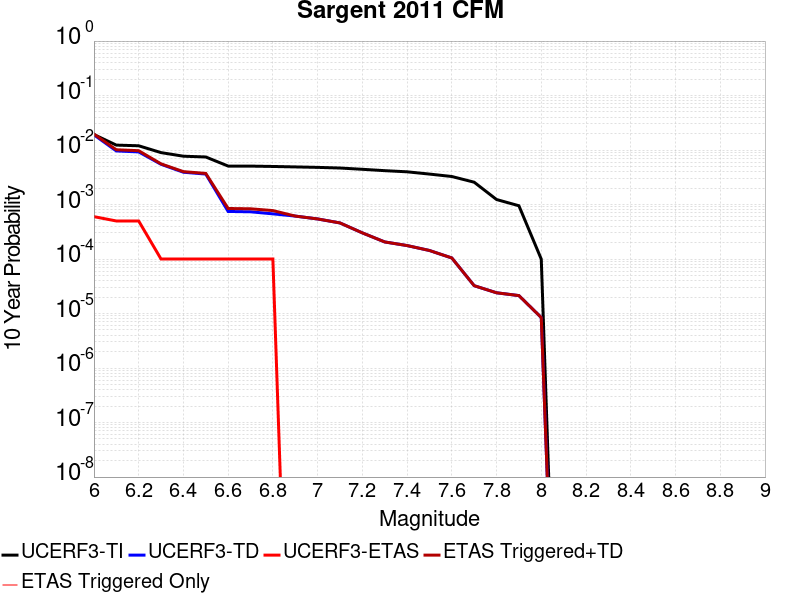 Sargent 2011 CFM
10 0
10 -1
10 -2
10 -3
10 -4
10 -5
10 -6
10 -7
10 -8
10 Year Probability
6 6.2 6.4 6.6 6.8 7 7.2 7.4 7.6 7.8 8 8.2 8.4 8.6 8.8 9
Magnitude
UCERF3-TI UCERF3-TD UCERF3-ETAS ETAS Triggered+TD
ETAS Triggered Only